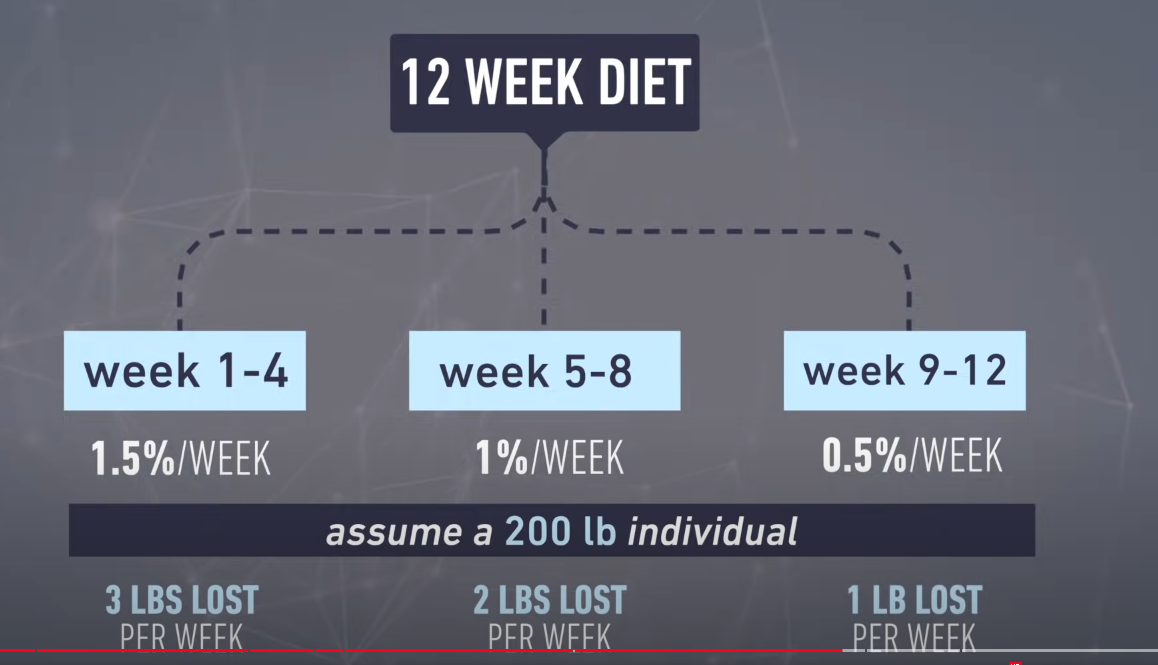 12 WEEK DIET
week 1-4
week 5-8
week 9-12
1.5%/WEEK
1%/WEEK
0.5%/WEEK
assume a 200 lb individual
3 LBS LOST
PER WEEK
2 LBS LOST
PER WEEK
1 LB LOST
PER WEEK